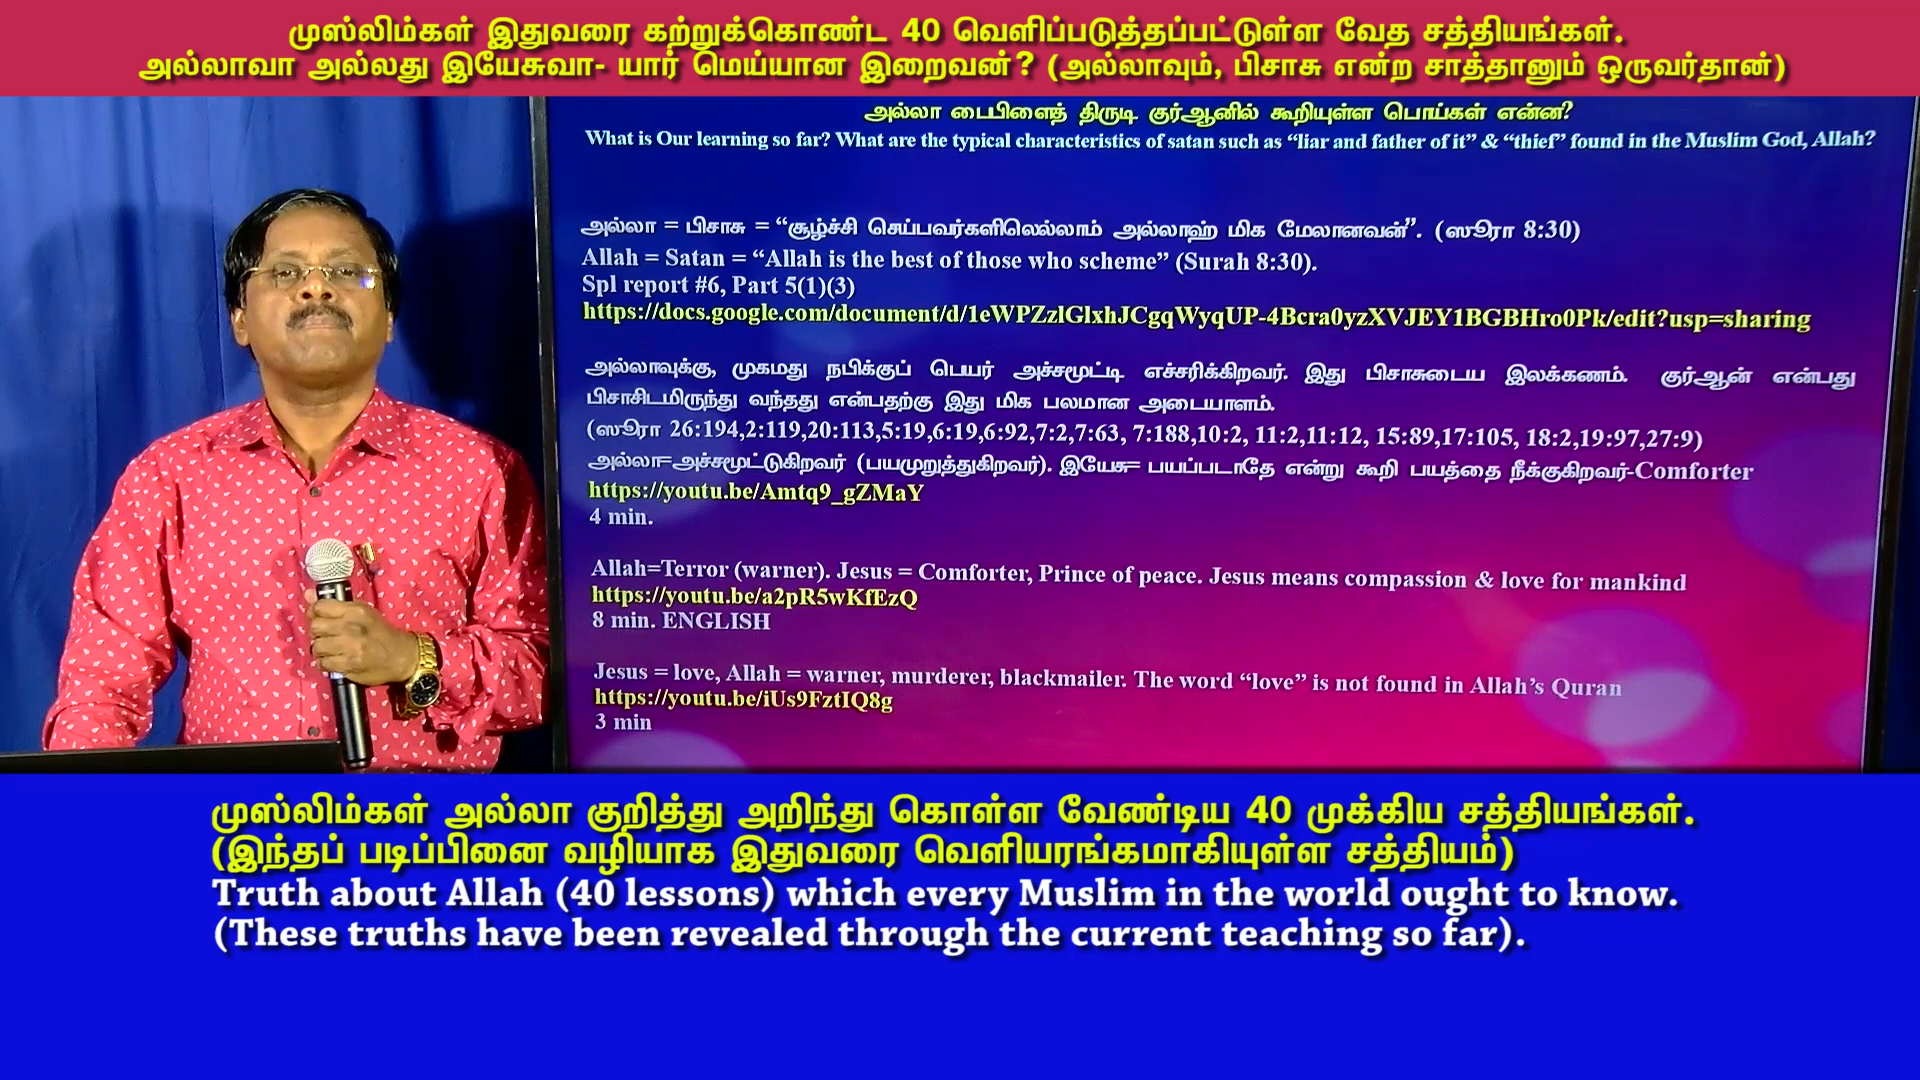 முஸ்லிம்கள் இதுவரை கற்றுக்கொண்ட 40 வெளிப்படுத்தப்பட்டுள்ள வேத சத்தியங்கள்.
அல்லாவா அல்லது இயேசுவா- யார் மெய்யான இறைவன்? (அல்லாவும், பிசாசு என்ற சாத்தானும் ஒருவர்தான்)
அல்லா பைபிளைத் திருடி குர்ஆனில் கூறியுள்ள பொய்கள் என்ன?
What is Our learning so far? What are the typical characteristics of satan such as “liar and father of it” & “thief” found in the Muslim God, Allah?
அல்லா = பிசாசு = “சூழ்ச்சி செய்பவர்களிலெல்லாம் அல்லாஹ் மிக மேலானவன்”. (ஸூரா 8:30)
Allah = Satan = “Allah is the best of those who scheme” (Surah 8:30).
Spl report #6, Part 5(1)(3)
https://docs.google.com/document/d/1eWPZzlGlxhJCgqWyqUP-4Bcra0yzXVJEY1BGBHro0Pk/edit?usp=sharing
அல்லாவுக்கு, முகமது நபிக்குப் பெயர் அச்சமூட்டி எச்சரிக்கிறவர். இது பிசாசுடைய இலக்கணம். குர்ஆன் என்பது
பிசாசிடமிருந்து வந்தது என்பதற்கு இது மிக பலமான அடையாளம்.
(ஸூரா 26:194,2:119,20:113,5:19,6:19,6:92,7:2,7:63, 7:188,10:2, 11:2,11:12, 15:89,17:105, 18:2,19:97,27:9)
அல்லா=அச்சமூட்டுகிறவர் (பயமுறுத்துகிறவர்). இயேசு= பயப்படாதே என்று கூறி பயத்தை நீக்குகிறவர்-Comforter
https://youtu.be/Amtq9_gZMaY
4 min.
Allah=Terror (warner). Jesus = Comforter, Prince of peace. Jesus means compassion & love for mankind
https://youtu.be/a2pR5wKfEzQ
8 min. ENGLISH
Jesus = love, Allah = warner, murderer, blackmailer. The word “love” is not found in Allah’s Quran
https://youtu.be/iUs9FztIQ8g
3 min
முஸ்லிம்கள் அல்லா குறித்து அறிந்து கொள்ள வேண்டிய 40 முக்கிய சத்தியங்கள்.
(இந்தப் படிப்பினை வழியாக இதுவரை வெளியரங்கமாகியுள்ள சத்தியம்)
Truth about Allah (40 lessons) which every Muslim in the world ought to know.
(These truths have been revealed through the current teaching so far).